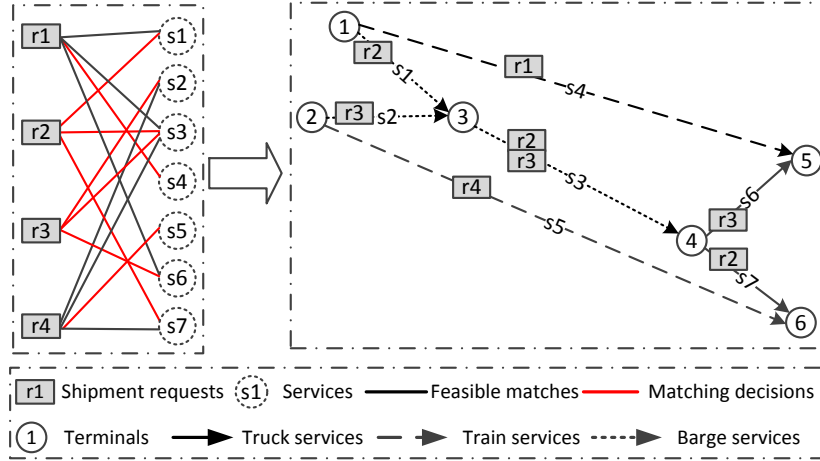 r1
r2
r3
r4
s1
s2
s3
s4
s5
s6
s7
1
r2
s1
r1
s4
2
r3
s2
3
r2
r3
s3
r4
s5
5
s6
r3
4
r2
s7
6
r1 Shipment requests s1 Services Feasible matches Matching decisions
1 Terminals Truck services Train services Barge services